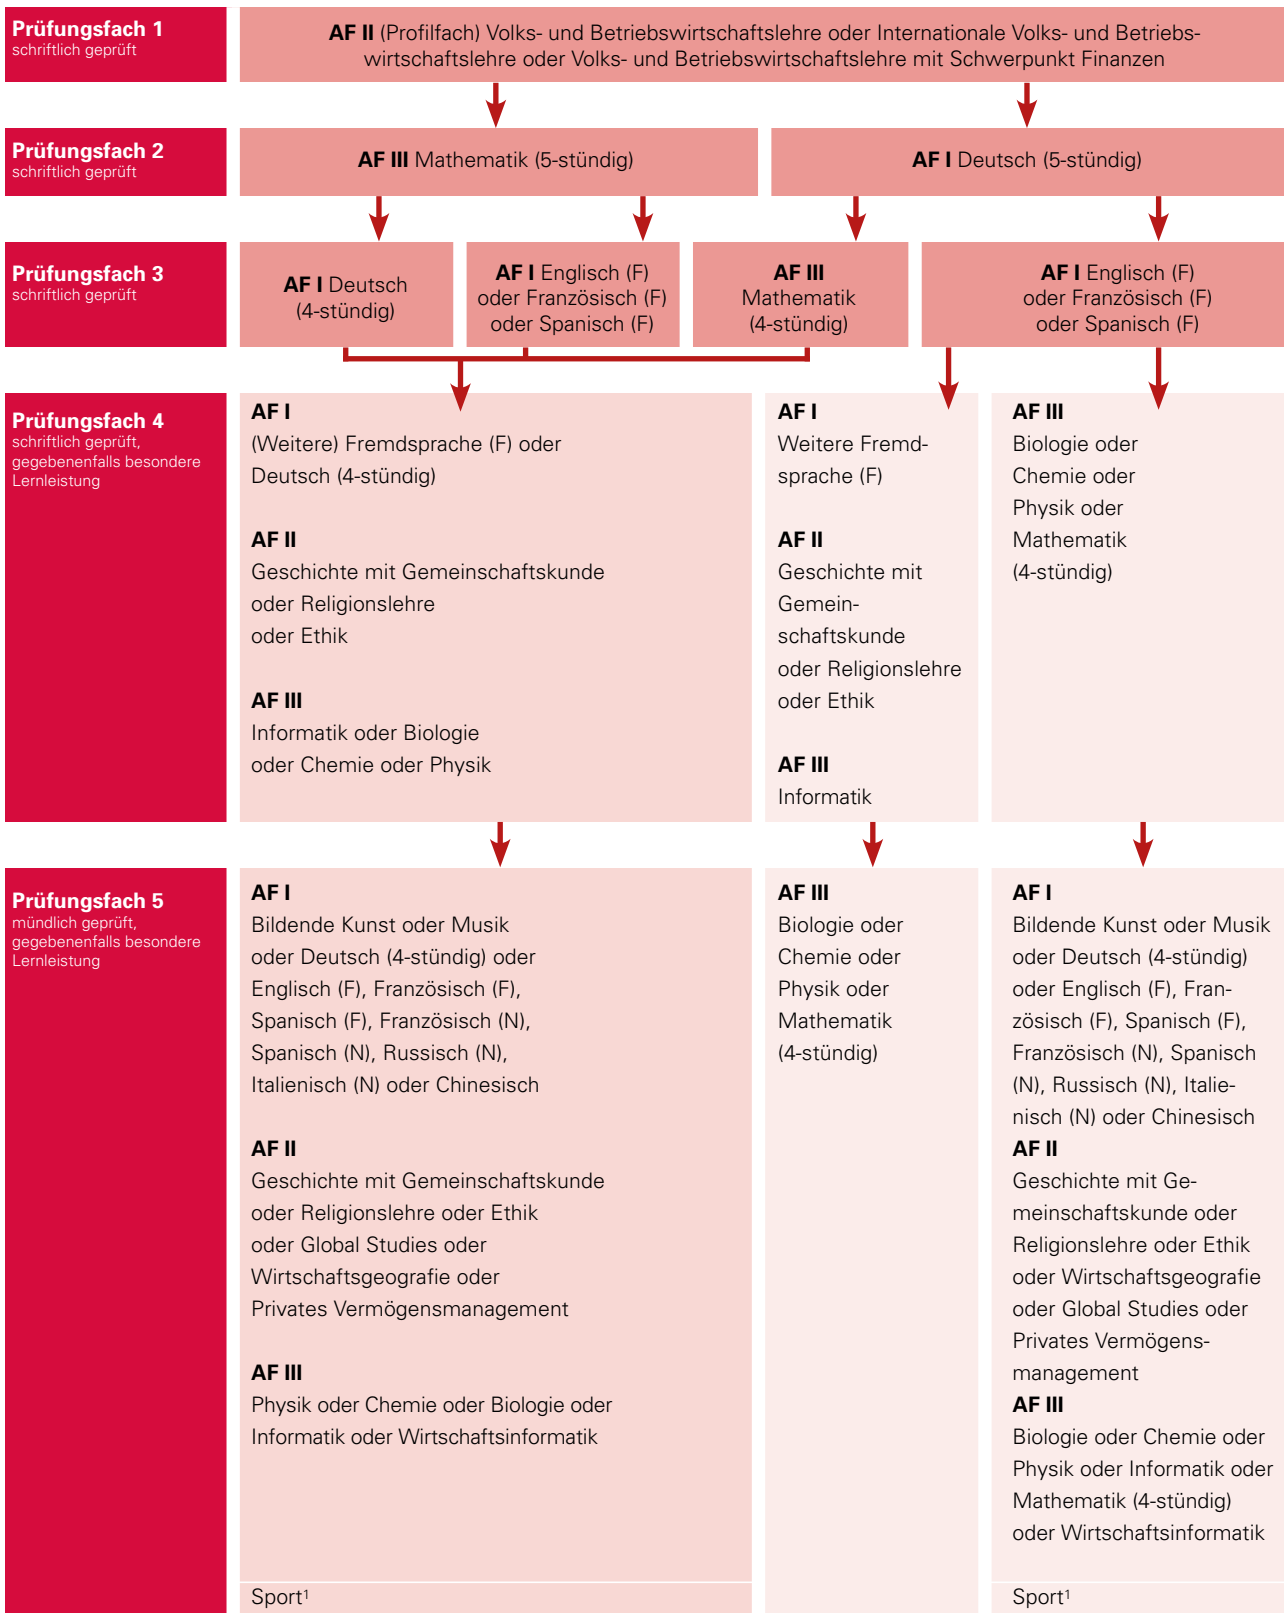 Prüfungsfach 1
schriftlich geprüft
AF II (Profilfach) Volks- und Betriebswirtschaftslehre oder Internationale Volks- und Betriebs-
wirtschaftslehre oder Volks- und Betriebswirtschaftslehre mit Schwerpunkt Finanzen
Prüfungsfach 2
schriftlich geprüft
AF III Mathematik (5-stündig)
AF I Deutsch (5-stündig)
Prüfungsfach 3
schriftlich geprüft
AF I Deutsch
(4-stündig)
AF I Englisch (F)
oder Französisch (F)
oder Spanisch (F)
AF III
Mathematik
(4-stündig)
AF I Englisch (F)
oder Französisch (F)
oder Spanisch (F)
Prüfungsfach 4
schriftlich geprüft,
gegebenenfalls besondere
Lernleistung
AF I
(Weitere) Fremdsprache (F) oder
Deutsch (4-stündig)
AF II
Geschichte mit Gemeinschaftskunde
oder Religionslehre
oder Ethik
AF III
Informatik oder Biologie
oder Chemie oder Physik
AF I
Weitere Fremd-
sprache (F)
AF II
Geschichte mit
Gemein-
schaftskunde
oder Religionslehre
oder Ethik
AF III
Informatik
AF III
Biologie oder
Chemie oder
Physik oder
Mathematik
(4-stündig)
Prüfungsfach 5
mündlich geprüft,
gegebenenfalls besondere
Lernleistung
AF I
Bildende Kunst oder Musik
oder Deutsch (4-stündig) oder
Englisch (F), Französisch (F),
Spanisch (F), Französisch (N),
Spanisch (N), Russisch (N),
Italienisch (N) oder Chinesisch
AF II
Geschichte mit Gemeinschaftskunde
oder Religionslehre oder Ethik
oder Global Studies oder
Wirtschaftsgeografie oder
Privates Vermögensmanagement
AF III
Physik oder Chemie oder Biologie oder
Informatik oder Wirtschaftsinformatik
Sport¹
AF III
Biologie oder
Chemie oder
Physik oder
Mathematik
(4-stündig)
AF I
Bildende Kunst oder Musik
oder Deutsch (4-stündig)
oder Englisch (F), Fran-
zösisch (F), Spanisch (F),
Französisch (N), Spanisch
(N), Russisch (N), Italie-
nisch (N) oder Chinesisch
AF II
Geschichte mit Ge-
meinschaftskunde oder
Religionslehre oder Ethik
oder Wirtschaftsgeografie
oder Global Studies oder
Privates Vermögens-
management
AF III
Biologie oder Chemie oder
Physik oder Informatik oder
Mathematik (4-stündig)
oder Wirtschaftsinformatik
Sport¹